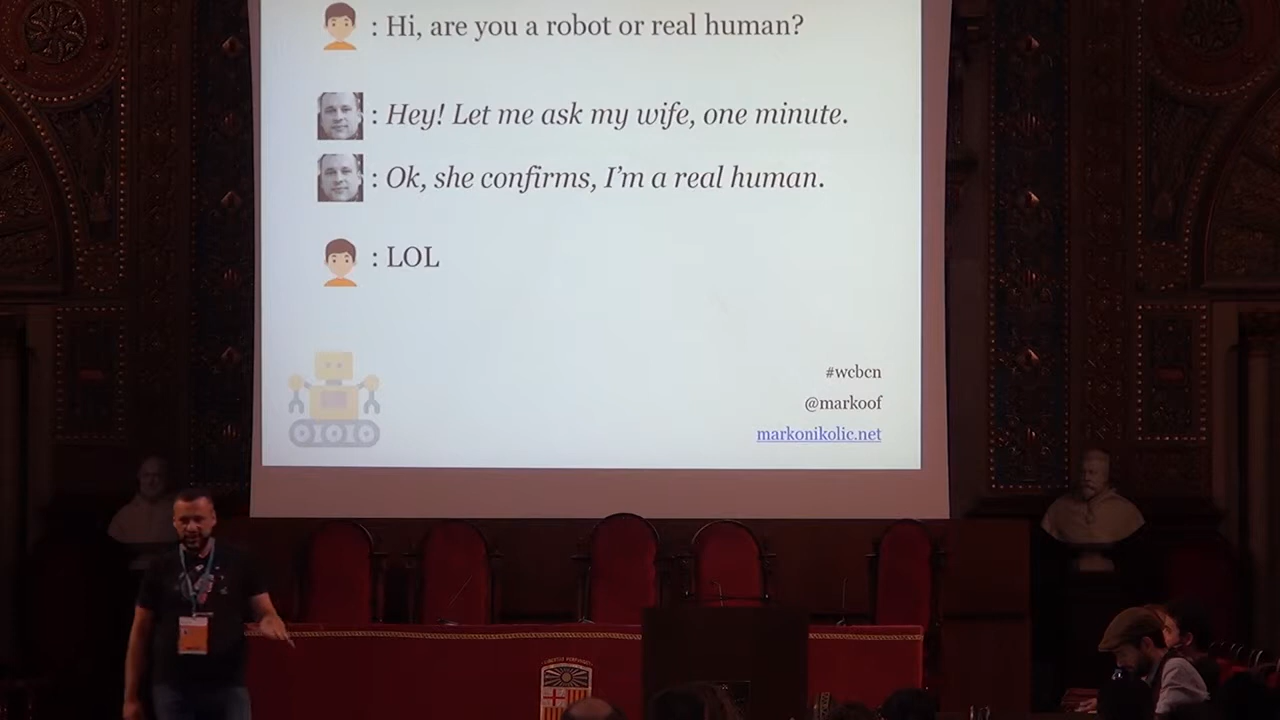 : Hi, are you a robot or real human?
: Hey! Let me ask my wife, one minute.
: Ok, she confirms, I'm a real human.
: LOL
#wcbcn
@markoof
markonikolic.net